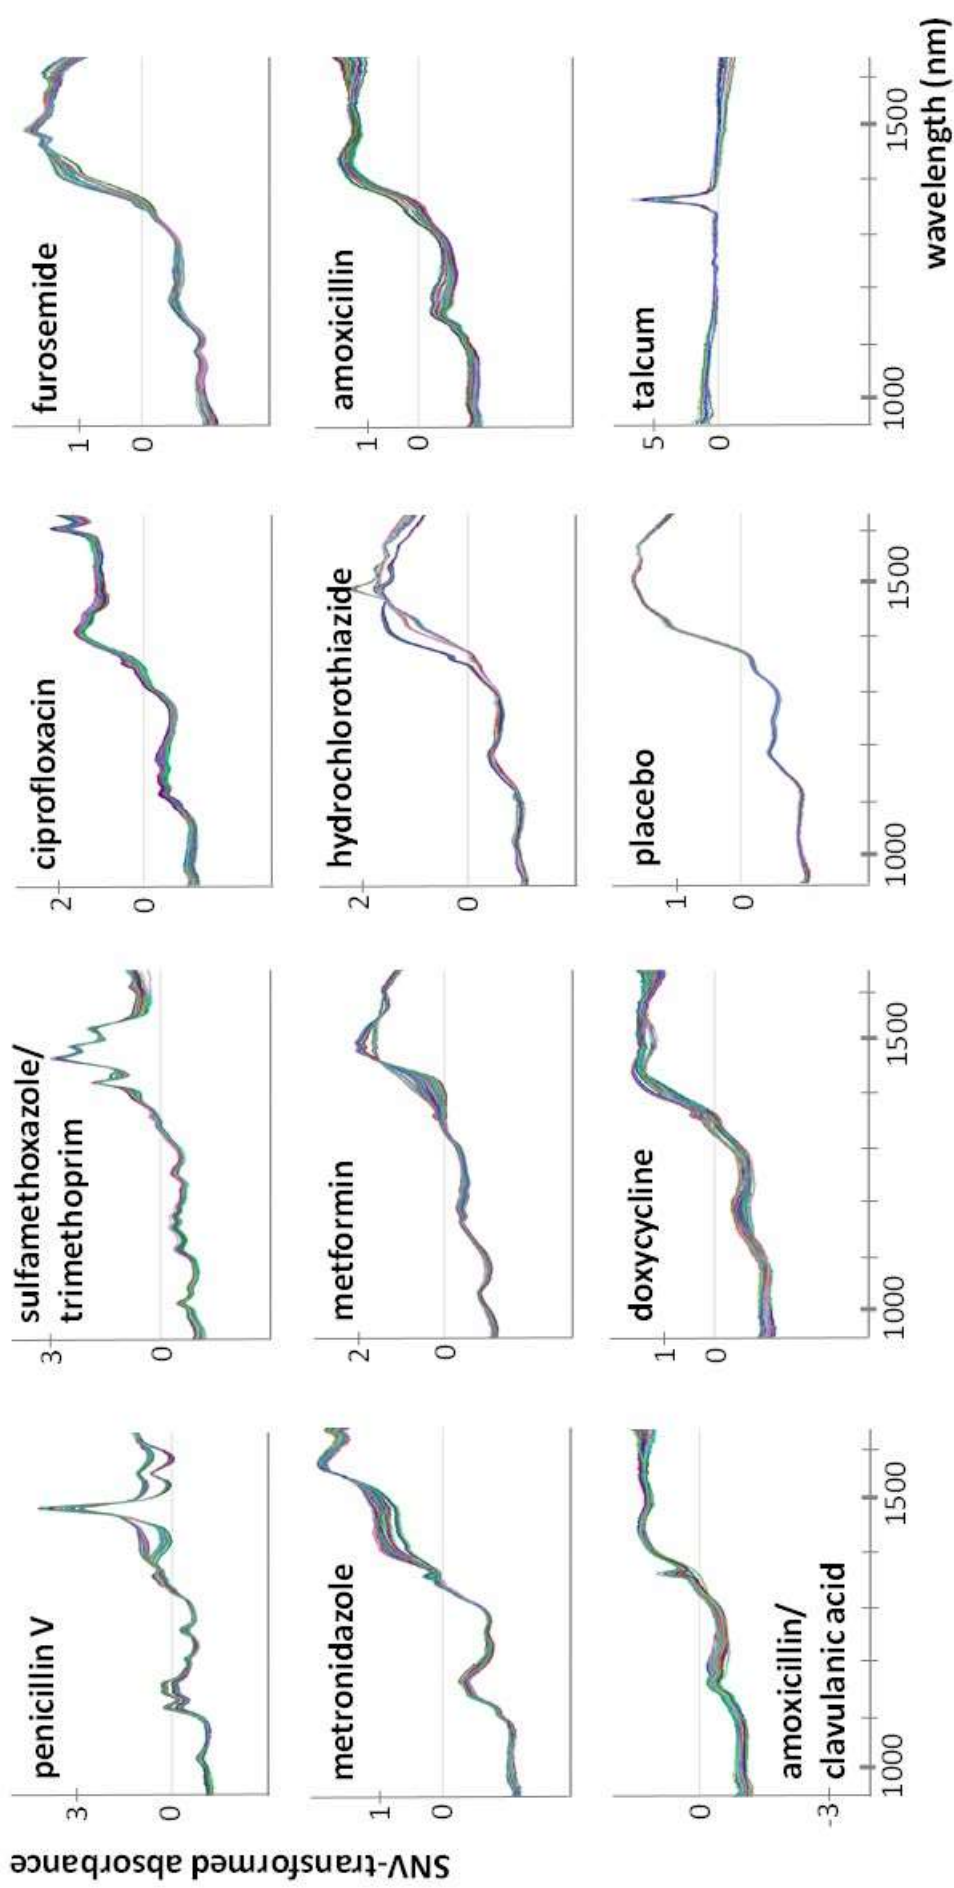 SNV-transformed absorbance
penicillin V
3
0
sulfamethoxazole/
trimethoprim
3
0
ciprofloxacin
2
0
furosemide
1
0
metronidazole
1
0
metformin
2
0
hydrochlorothiazide
2
0
amoxicillin
1
0
amoxicillin/
clavulanic acid
0
-3
1000
1500
doxycycline
1
0
1000
1500
placebo
1
0
1000
1500
talcum
5
0
1000
1500
wavelength (nm)